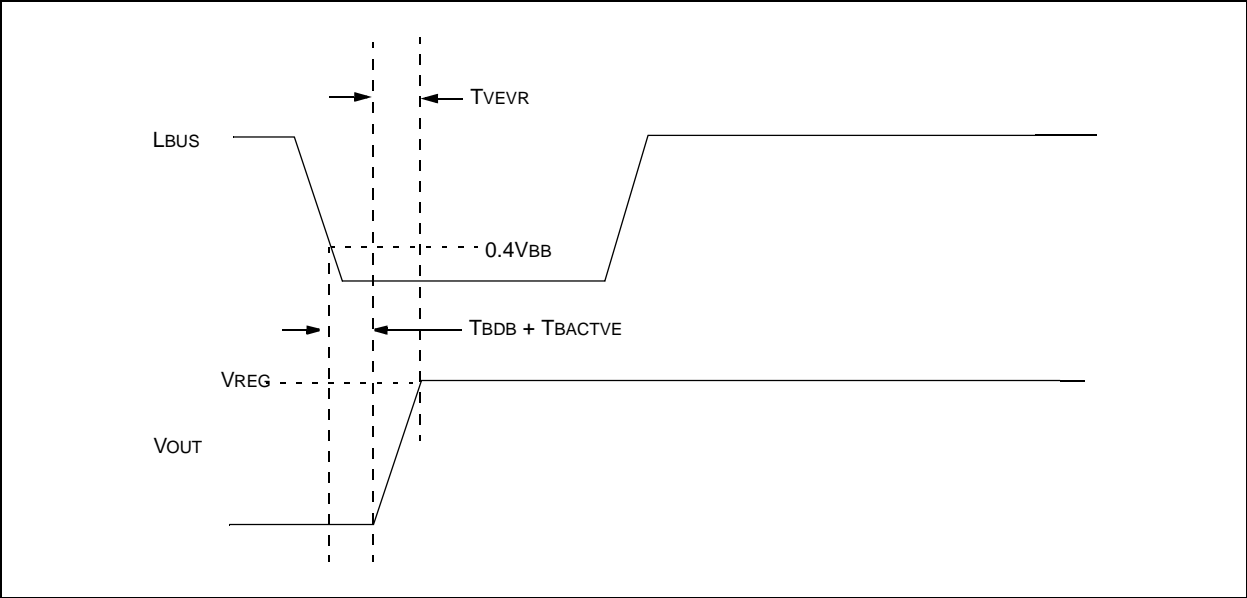 TVEVR
LBUS
0.4VBB
TBDB + TBACTVE
VREG
VOUT